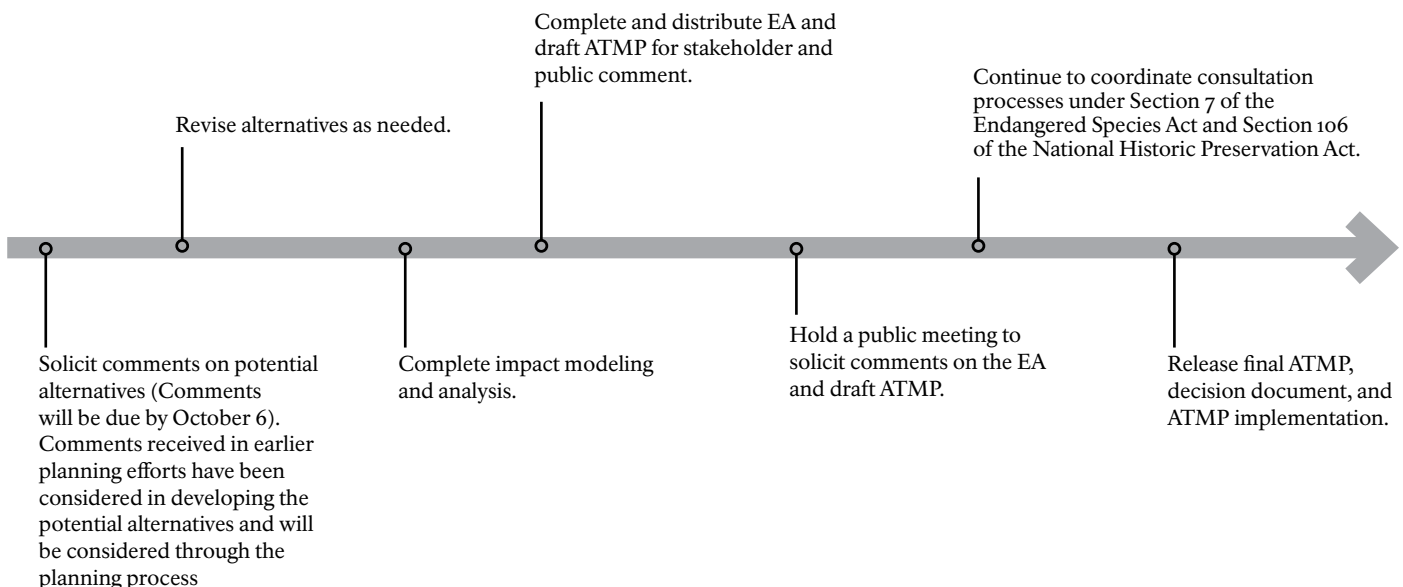 Complete and distribute EA and
draft ATMP for stakeholder and
public comment.
Continue to coordinate consultation
processes under Section 7 of the
Endangered Species Act and Section 106
of the National Historic Preservation Act.
Revise alternatives as needed.
Solicit comments on potential
alternatives (Comments
will be due by October 6).
Comments received in earlier
planning efforts have been
considered in developing the
potential alternatives and will
be considered through the
planning process
Complete impact modeling
and analysis.
Hold a public meeting to
solicit comments on the EA
and draft ATMP.
Release final ATMP,
decision document, and
ATMP implementation.